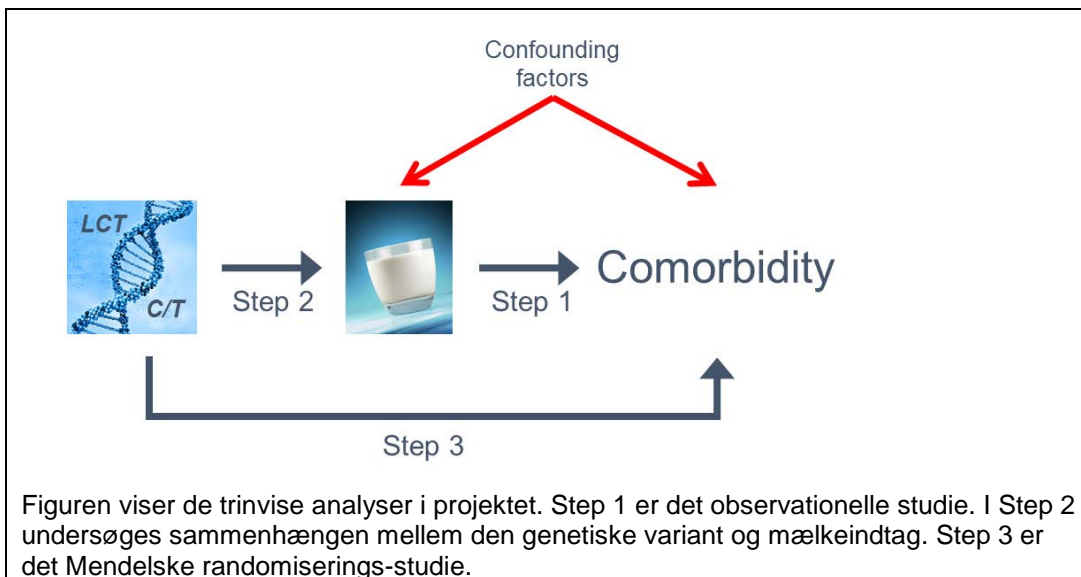 Confounding
factors
LCT
C/T
Step 2
Step 1
Comorbidity
Step 3
Figuren viser de trinvise analyser i projektet. Step 1 er det observationelle studie. I Step 2
undersøges sammenhængen mellem den genetiske variant og mælkeindtag. Step 3 er
det Mendelske randomiserings-studie.